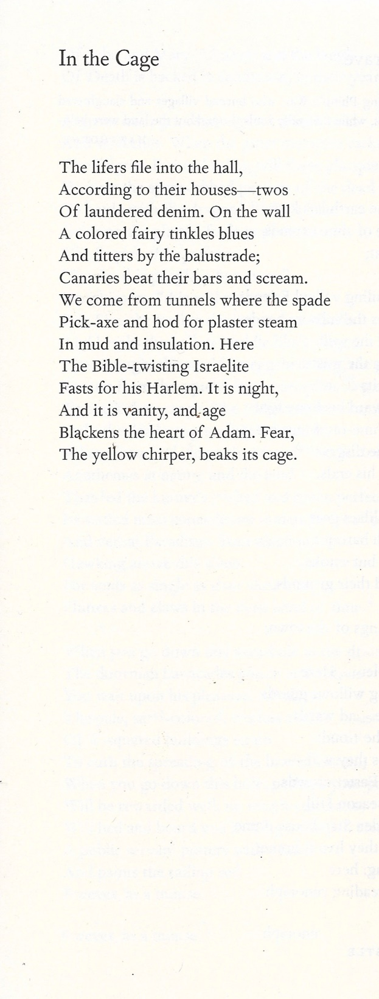 In the Cage
The lifers file into the hall,
According to their houses—twos
Of laundered denim. On the wall
A colored fairy tinkles blues
And titters by the balustrade;
Canaries beat their bars and scream.
We come from tunnels where the spade
Pick-axe and hod for plaster steam
In mud and insulation. Here
The Bible-twisting Israelite
Fasts for his Harlem. It is night,
And it is vanity, and age
Blackens the heart of Adam. Fear,
The yellow chirper, beaks its cage.